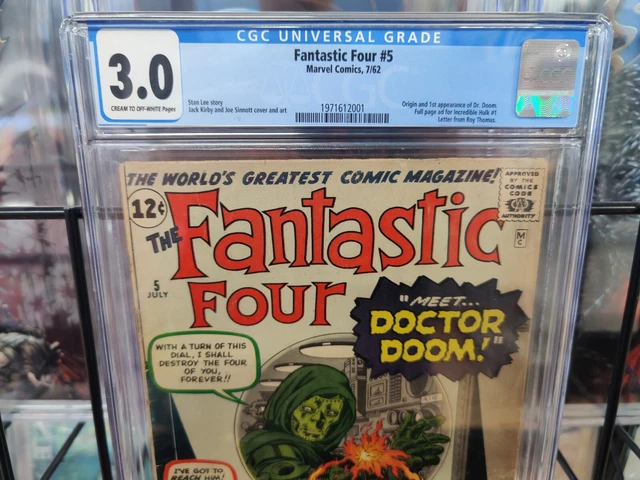 CGC UNIVERSAL GRADE
3.0
CREAM TO OFF-WHITE Pages
Fantastic Four #5
Marvel Comics, 7/62
Stan Lee story
Jack Kirby and Joe Sinnott cover and art
1971612001
Origin and 1st appearance of Dr. Doom.
Full page ad for Incredible Hulk #1
Letter from Roy Thomas.
CGC
THE WORLD'S GREATEST COMIC MAGAZINE!
12¢
APPROVED
BY THE
COMICS
CODE
CA
AUTHORITY
THE
Fantastic
FOUR
MC
5
JULY
"MEET...
DOCTOR
DOOM!"
WITH A TURN OF THIS
DIAL, I SHALL
DESTROY THE FOUR
OF YOU,
FOREVER!!
I'VE GOT TO
REACH HIM!